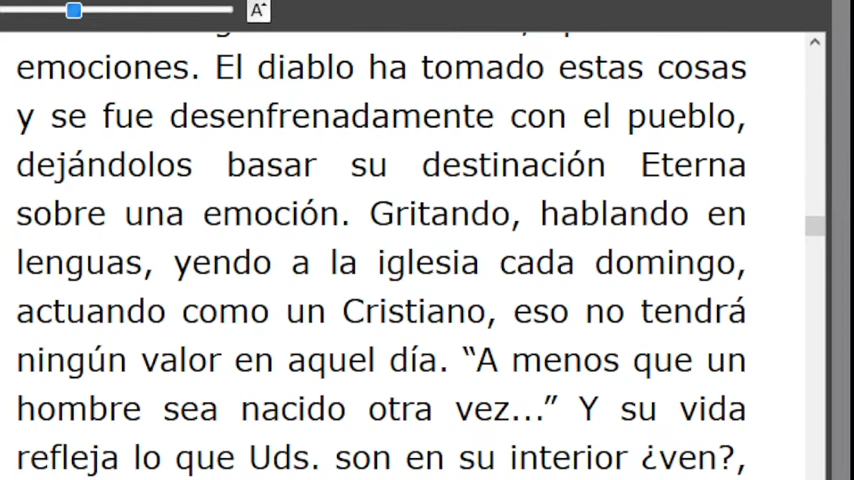 A
emociones. El diablo ha tomado estas cosas
y se fue desenfrenadamente con el pueblo,
dejándolos basar su destinación Eterna
sobre una emoción. Gritando, hablando en
lenguas, yendo a la iglesia cada domingo,
actuando como un Cristiano, eso no tendrá
ningún valor en aquel día. “A menos que un
hombre sea nacido otra vez...” Y su vida
refleja lo que Uds. son en su interior ¿ven?,